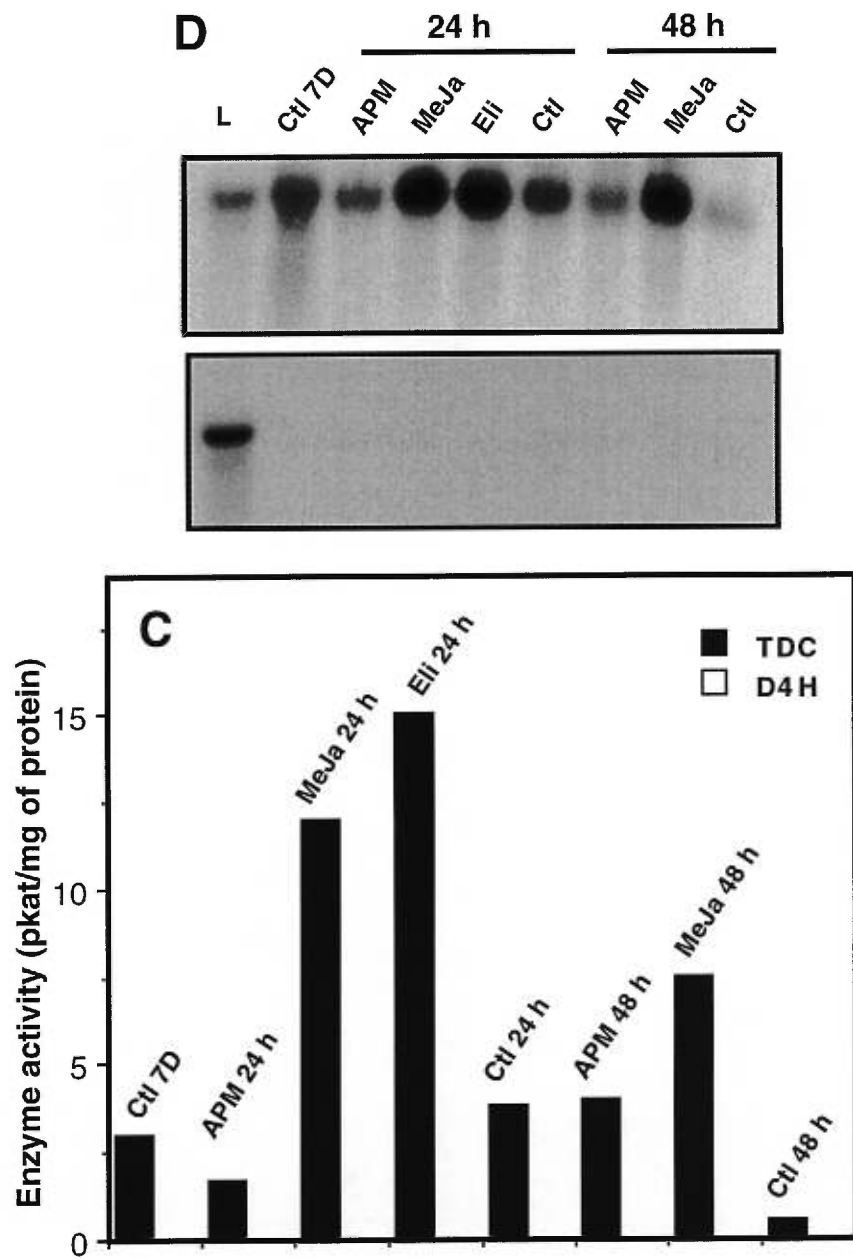 D
24 h
48 h
L
Ctl 7D
APM
MeJa
Eli
Ctl
APM
MeJa
Ctl
C
TDC
D4H
Enzyme activity (pkat/mg of protein)
15
10
5
0
Ctl 7D
APM 24 h
MeJa 24 h
Eli 24 h
Ctl 24 h
APM 48 h
MeJa 48 h
Ctl 48 h